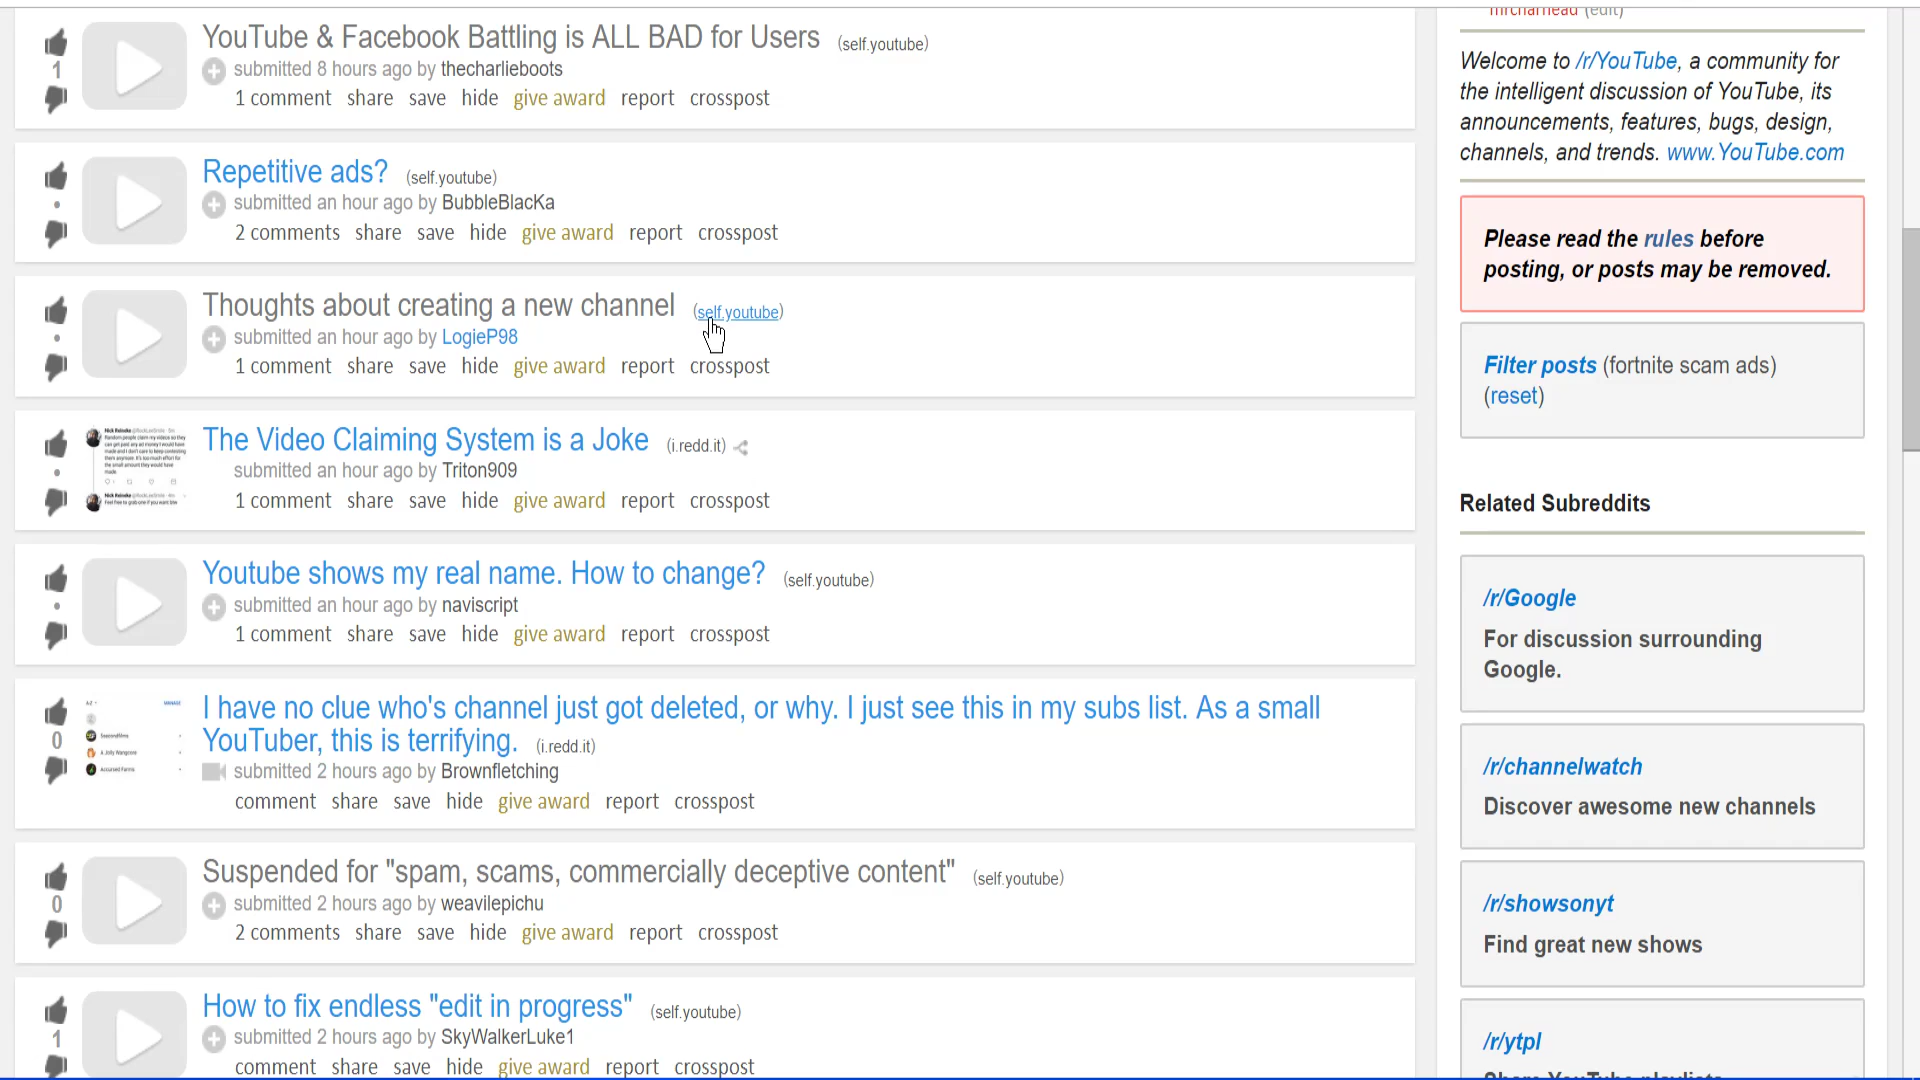 YouTube & Facebook Battling is ALL BAD for Users (self.youtube)
submitted 8 hours ago by thecharlieboots
1 comment share save hide give award report crosspost
1
Repetitive ads? (self.youtube)
submitted an hour ago by BubbleBlacKa
2 comments share save hide give award report crosspost
Thoughts about creating a new channel (self.youtube)
submitted an hour ago by LogieP98
1 comment share save hide give award report crosspost
The Video Claiming System is a Joke (i.redd.it)
submitted an hour ago by Triton909
1 comment share save hide give award report crosspost
Youtube shows my real name. How to change? (self.youtube)
submitted an hour ago by naviscript
1 comment share save hide give award report crosspost
I have no clue who's channel just got deleted, or why. I just see this in my subs list. As a small
YouTuber, this is terrifying. (i.redd.it)
0
submitted 2 hours ago by Brownfletching
comment share save hide give award report crosspost
Suspended for "spam, scams, commercially deceptive content" (self.youtube)
0
submitted 2 hours ago by weavilepichu
2 comments share save hide give award report crosspost
How to fix endless "edit in progress" (self.youtube)
1
submitted 2 hours ago by SkyWalkerLuke1
comment share save hide give award report crosspost
(edit)
Welcome to /r/YouTube, a community for
the intelligent discussion of YouTube, its
announcements, features, bugs, design,
channels, and trends. www.YouTube.com
Please read the rules before
posting, or posts may be removed.
Filter posts (fortnite scam ads)
(reset)
Related Subreddits
/r/Google
For discussion surrounding
Google.
/r/channelwatch
Discover awesome new channels
/r/showsonyt
Find great new shows
/r/ytpl
Share YouTube playlists